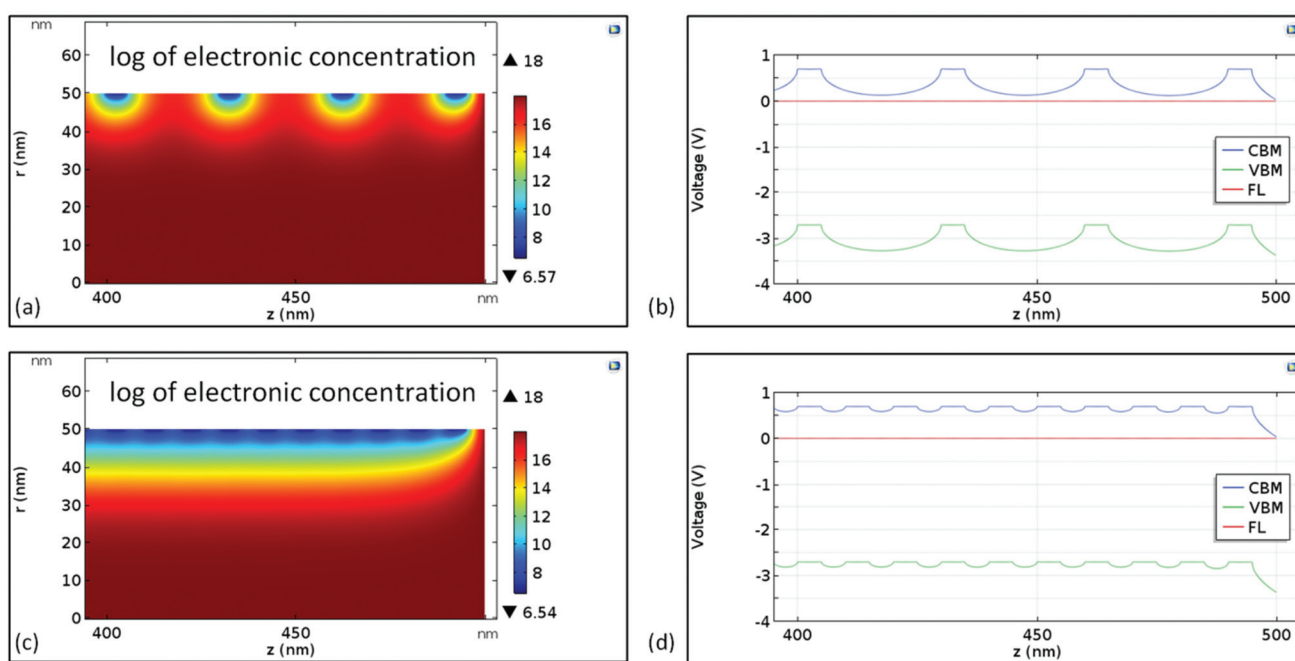 nm
60
50
40
30
20
10
0
r (nm)
log of electronic concentration
▲ 18
16
14
12
10
8
▼ 6.57
400
450
nm
z (nm)
(a)
1
0
-1
-2
-3
-4
Voltage (V)
CBM
VBM
FL
400
450
500
z (nm)
(b)
nm
60
50
40
30
20
10
0
r (nm)
log of electronic concentration
▲ 18
16
14
12
10
8
▼ 6.54
400
450
nm
z (nm)
(c)
1
0
-1
-2
-3
-4
Voltage (V)
CBM
VBM
FL
400
450
500
z (nm)
(d)